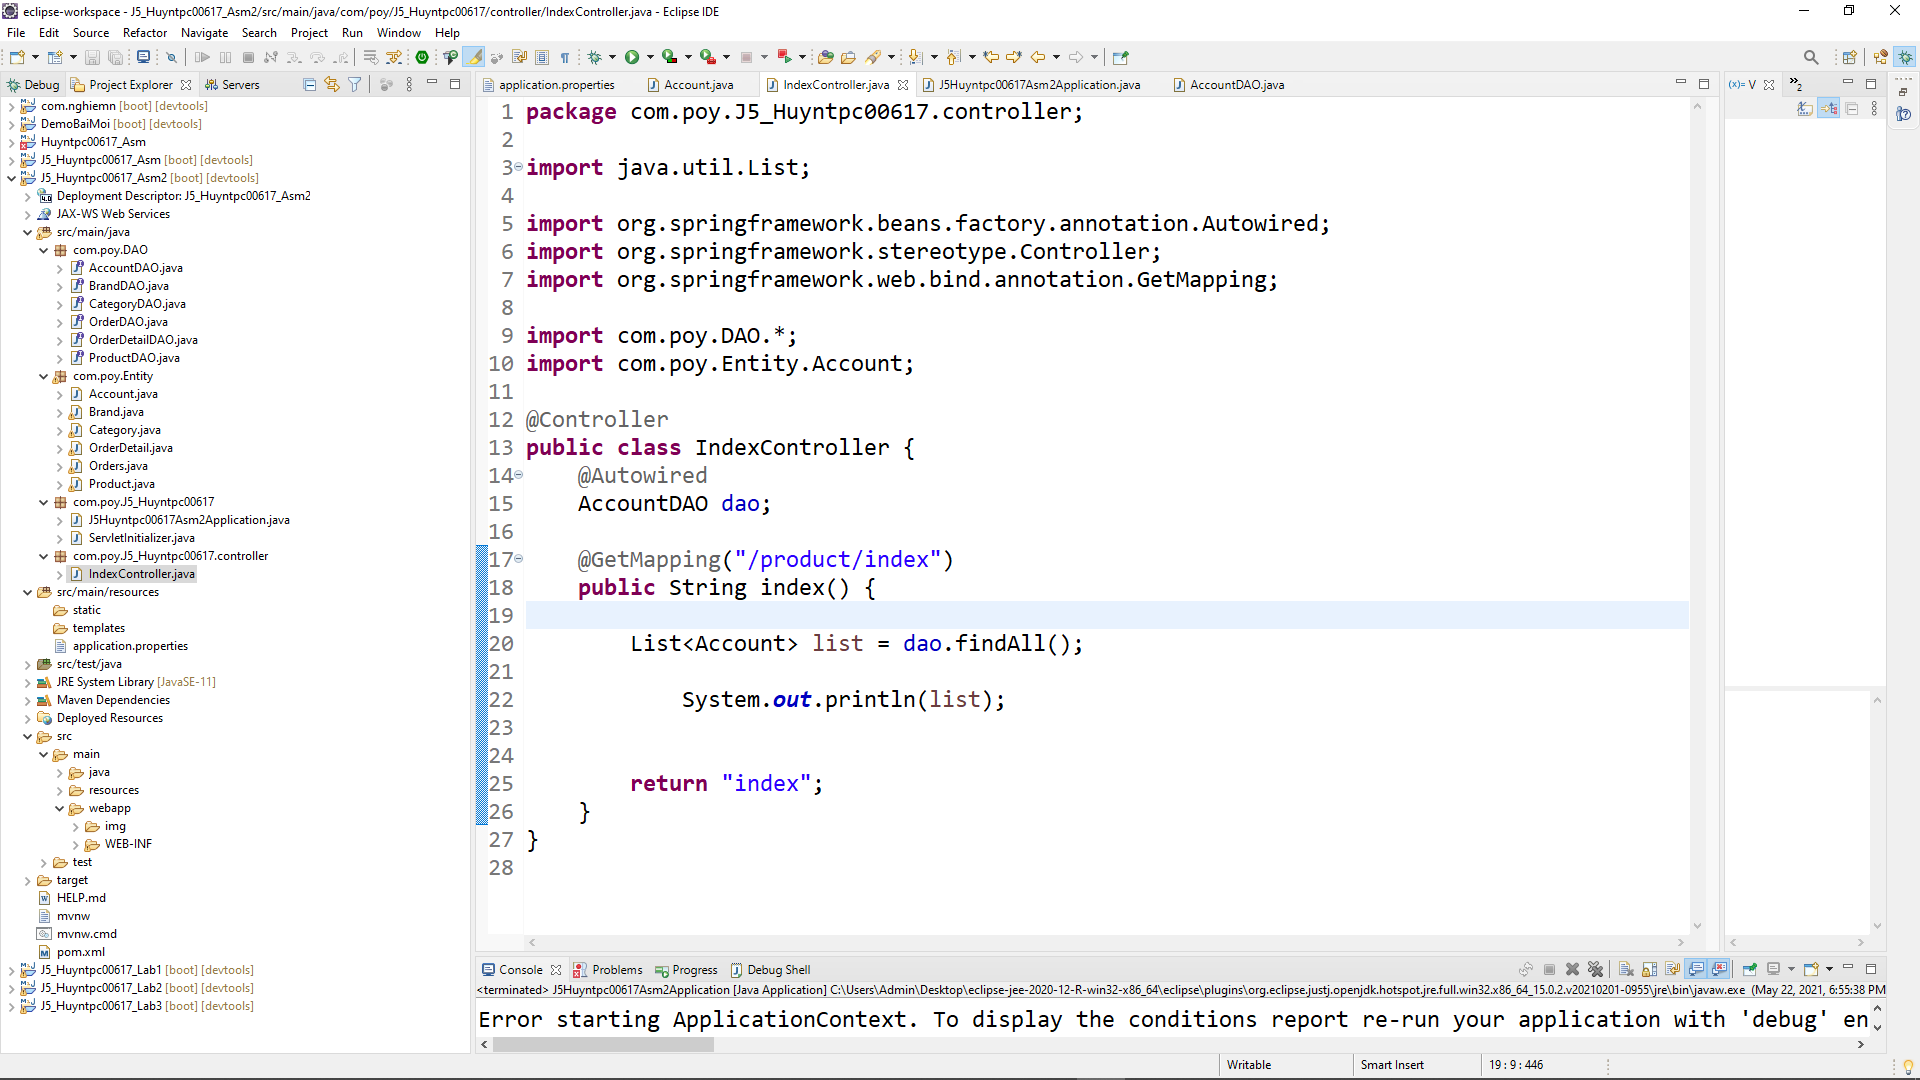 eclipse-workspace - J5_Huyntpc00617_Asm2/src/main/java/com/poy/J5_Huyntpc00617/controller/IndexController.java - Eclipse IDE
File Edit Source Refactor Navigate Search Project Run Window Help
Debug Project Explorer Servers
com.nghiemn [boot] [devtools]
DemoBaiMoi [boot] [devtools]
Huyntpc00617_Asm
J5_Huyntpc00617_Asm [boot] [devtools]
J5_Huyntpc00617_Asm2 [boot] [devtools]
Deployment Descriptor: J5_Huyntpc00617_Asm2
JAX-WS Web Services
src/main/java
com.poy.DAO
AccountDAO.java
BrandDAO.java
CategoryDAO.java
OrderDAO.java
OrderDetailDAO.java
ProductDAO.java
com.poy.Entity
Account.java
Brand.java
Category.java
OrderDetail.java
Orders.java
Product.java
com.poy.J5_Huyntpc00617
J5Huyntpc00617Asm2Application.java
ServletInitializer.java
com.poy.J5_Huyntpc00617.controller
IndexController.java
src/main/resources
static
templates
application.properties
src/test/java
JRE System Library [JavaSE-11]
Maven Dependencies
Deployed Resources
src
main
java
resources
webapp
img
WEB-INF
test
target
HELP.md
mvnw
mvnw.cmd
pom.xml
J5_Huyntpc00617_Lab1 [boot] [devtools]
J5_Huyntpc00617_Lab2 [boot] [devtools]
J5_Huyntpc00617_Lab3 [boot] [devtools]
application.properties Account.java IndexController.java J5Huyntpc00617Asm2Application.java AccountDAO.java
1 package com.poy.J5_Huyntpc00617.controller;
2
3 import java.util.List;
4
5 import org.springframework.beans.factory.annotation.Autowired;
6 import org.springframework.stereotype.Controller;
7 import org.springframework.web.bind.annotation.GetMapping;
8
9 import com.poy.DAO.*;
10 import com.poy.Entity.Account;
11
12 @Controller
13 public class IndexController {
14 @Autowired
15 AccountDAO dao;
16
17 @GetMapping("/product/index")
18 public String index() {
19
20 List<Account> list = dao.findAll();
21
22 System.out.println(list);
23
24
25 return "index";
26 }
27 }
28
(x)= V »2
Console Problems Progress Debug Shell
<terminated> J5Huyntpc00617Asm2Application [Java Application] C:\Users\Admin\Desktop\eclipse-jee-2020-12-R-win32-x86_64\eclipse\plugins\org.eclipse.justj.openjdk.hotspot.jre.full.win32.x86_64_15.0.2.v20210201-0955\jre\bin\javaw.exe (May 22, 2021, 6:55:38 PM
Error starting ApplicationContext. To display the conditions report re-run your application with 'debug' en
Writable Smart Insert 19 : 9 : 446